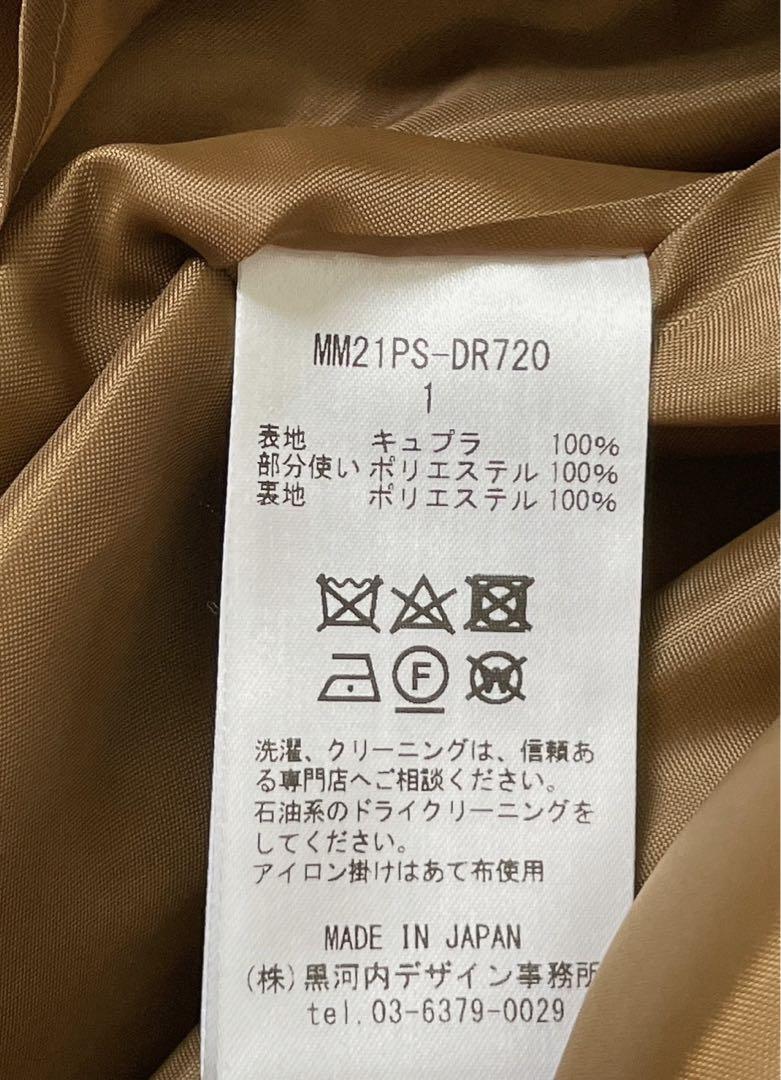 MM21PS-DR720
1
表地 キュプラ 100%
部分使い ポリエステル 100%
裏地 ポリエステル 100%
F
W
洗濯、クリーニングは、信頼あ
る専門店へご相談ください。
石油系のドライクリーニングを
してください。
アイロン掛けはあて布使用
MADE IN JAPAN
(株)黒河内デザイン事務所
tel.03-6379-0029